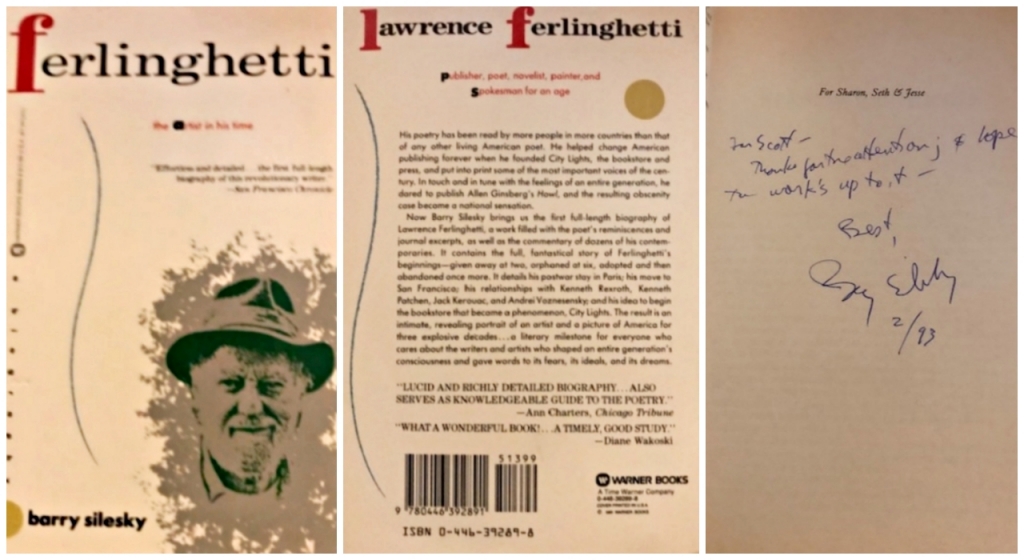 ferlinghetti
the artist in his time
"Effortless and detailed ... the first full-length
biography of this revolutionary writer."
—San Francisco Chronicle
barry silesky
lawrence ferlinghetti
Publisher, poet, novelist, painter, and
Spokesman for an age
His poetry has been read by more people in more countries than that
of any other living American poet. He helped change American
publishing forever when he founded City Lights, the bookstore and
press, and put into print some of the most important voices of the cen-
tury. In touch and in tune with the feelings of an entire generation, he
dared to publish Allen Ginsberg's Howl, and the resulting obscenity
case became a national sensation.
Now Barry Silesky brings us the first full-length biography of
Lawrence Ferlinghetti, a work filled with the poet's reminiscences and
journal excerpts, as well as the commentary of dozens of his contem-
poraries. It contains the full, fantastical story of Ferlinghetti's
beginnings—given away at two, orphaned at six, adopted and then
abandoned once more. It details his postwar stay in Paris; his move to
San Francisco; his relationships with Kenneth Rexroth, Kenneth
Patchen, Jack Kerouac, and Andrei Voznesensky; and his idea to begin
the bookstore that became a phenomenon, City Lights. The result is an
intimate, revealing portrait of an artist and a picture of America for
three explosive decades...a literary milestone for everyone who
cares about the writers and artists who shaped an entire generation's
consciousness and gave words to its fears, its ideals, and its dreams.
"LUCID AND RICHLY DETAILED BIOGRAPHY...ALSO
SERVES AS KNOWLEDGEABLE GUIDE TO THE POETRY."
—Ann Charters, Chicago Tribune
"WHAT A WONDERFUL BOOK!...A TIMELY, GOOD STUDY."
—Diane Wakoski
51399
9 780446 392891
ISBN 0-446-39289-8
WARNER BOOKS
A Time Warner Company
0-446-39289-8
For Sharon, Seth & Jesse
For Scott –
Thanks for the attention; & hope
the work's up to it –
Best,
Barry Silesky
2/93